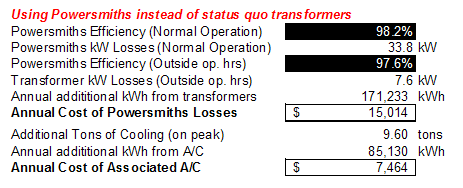 Using Powersmiths instead of status quo transformers
Powersmiths Efficiency (Normal Operation) 98.2%
Powersmiths kW Losses (Normal Operation) 33.8 kW
Powersmiths Efficiency (Outside op. hrs) 97.6%
Transformer kW Losses (Outside op. hrs) 7.6 kW
Annual addititional kWh from transformers 171,233 kWh
Annual Cost of Powersmiths Losses $ 15,014
Additional Tons of Cooling (on peak) 9.60 tons
Annual addititional kWh from A/C 85,130 kWh
Annual Cost of Associated A/C $ 7,464